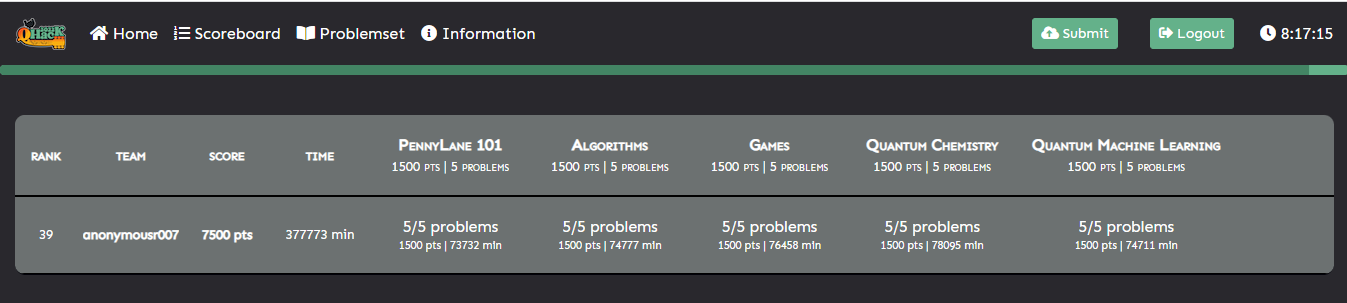 QHack Home Scoreboard Problemset Information Submit Logout 8:17:15
RANK TEAM SCORE TIME PennyLane 101 Algorithms Games Quantum Chemistry Quantum Machine Learning
1500 pts | 5 problems 1500 pts | 5 problems 1500 pts | 5 problems 1500 pts | 5 problems 1500 pts | 5 problems
39 anonymousr007 7500 pts 377773 min 5/5 problems 5/5 problems 5/5 problems 5/5 problems 5/5 problems
1500 pts | 73732 min 1500 pts | 74777 min 1500 pts | 76458 min 1500 pts | 78095 min 1500 pts | 74711 min